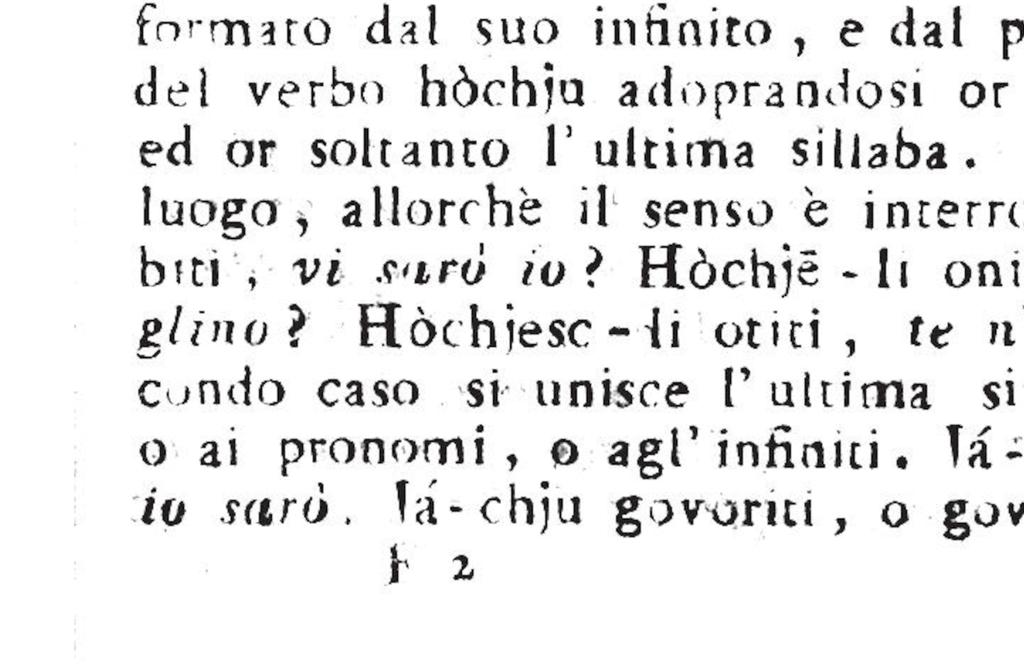 formato dal suo infinito, e dal p
del verbo hòchju adoprandosi or
ed or soltanto l'ultima sillaba.
luogo, allorchè il senso è interro
biti, vi sarò io? Hòchjē-li oni
glino? Hòchjesc-li otiti, te n
condo caso si unisce l'ultima si
o ai pronomi, o agl'infiniti. Já-
io sarò. Já-chju govoriti, o gov
F 2